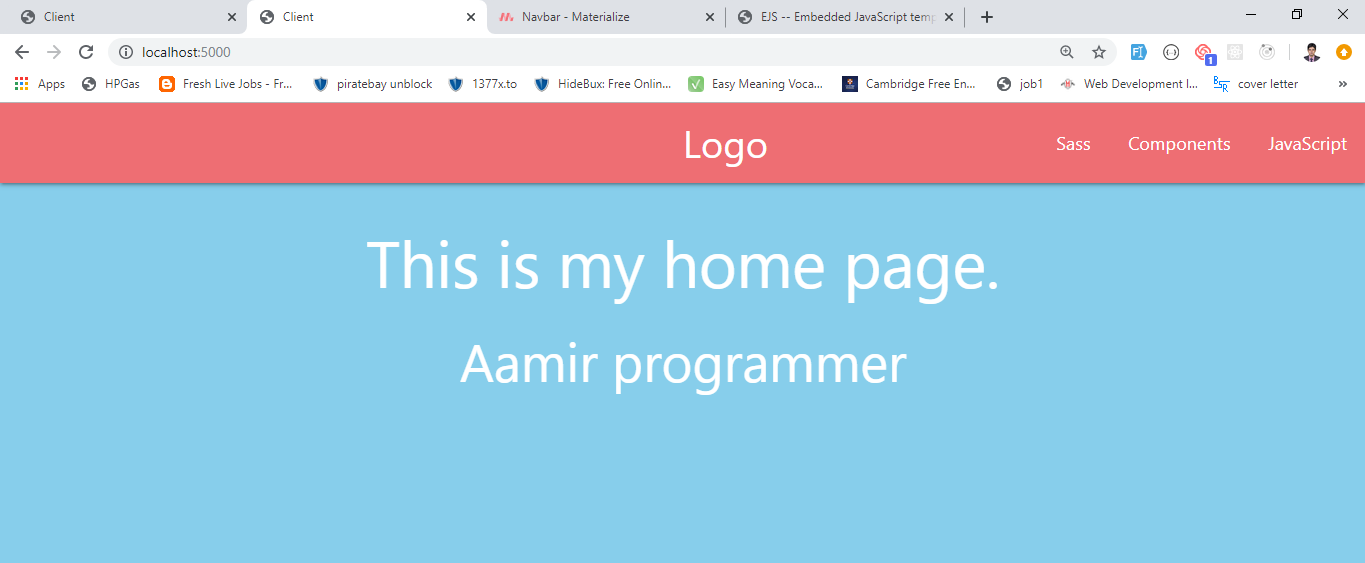 Client
Client
Navbar - Materialize
EJS -- Embedded JavaScript temp
localhost:5000
1
Apps
HPGas
Fresh Live Jobs - Fr...
piratebay unblock
1377x.to
HideBux: Free Onlin...
Easy Meaning Voca...
Cambridge Free En...
job1
Web Development I...
cover letter
Logo
Sass
Components
JavaScript
This is my home page.
Aamir programmer